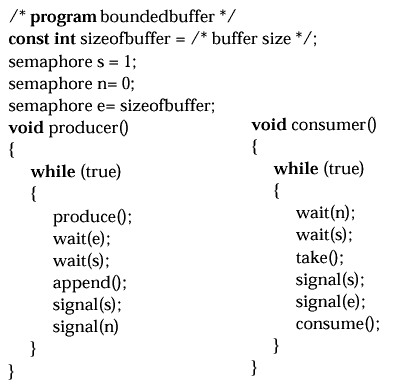 /* program boundedbuffer */
const int sizeofbuffer = /* buffer size */;
semaphore s = 1;
semaphore n= 0;
semaphore e= sizeofbuffer;
void producer()
{
while (true)
{
produce();
wait(e);
wait(s);
append();
signal(s);
signal(n)
}
}
void consumer()
{
while (true)
{
wait(n);
wait(s);
take();
signal(s);
signal(e);
consume();
}
}